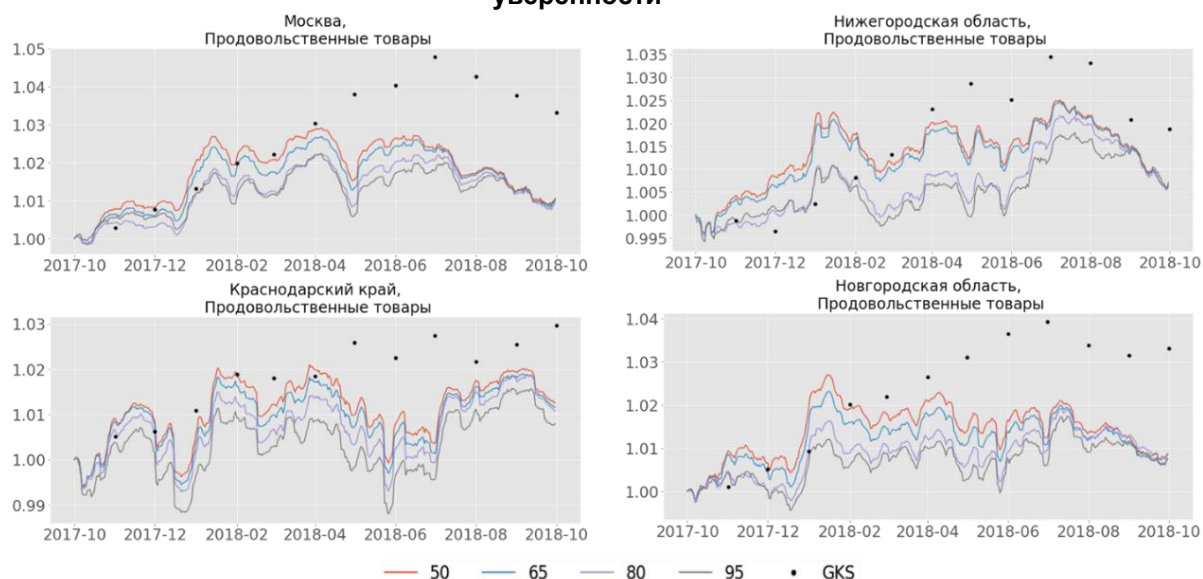 уверенности
Москва,
Продовольственные товары
1.05
1.04
1.03
1.02
1.01
1.00
2017-10 2017-12 2018-02 2018-04 2018-06 2018-08 2018-10
Нижегородская область,
Продовольственные товары
1.035
1.030
1.025
1.020
1.015
1.010
1.005
1.000
0.995
2017-10 2017-12 2018-02 2018-04 2018-06 2018-08 2018-10
Краснодарский край,
Продовольственные товары
1.03
1.02
1.01
1.00
0.99
2017-10 2017-12 2018-02 2018-04 2018-06 2018-08 2018-10
Новгородская область,
Продовольственные товары
1.04
1.03
1.02
1.01
1.00
2017-10 2017-12 2018-02 2018-04 2018-06 2018-08 2018-10
50 65 80 95 GKS